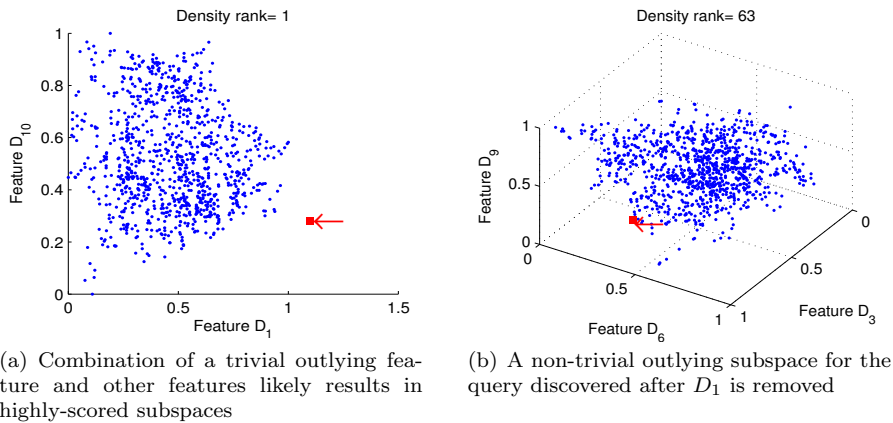 Density rank= 1
1
0.8
0.6
0.4
0.2
0
Feature D10
0
0.5
1
1.5
Feature D1
(a) Combination of a trivial outlying fea-
ture and other features likely results in
highly-scored subspaces
Density rank= 63
1
0.5
0
Feature D9
0
0.5
1
Feature D6
1
0.5
0
Feature D3
(b) A non-trivial outlying subspace for the
query discovered after D1 is removed